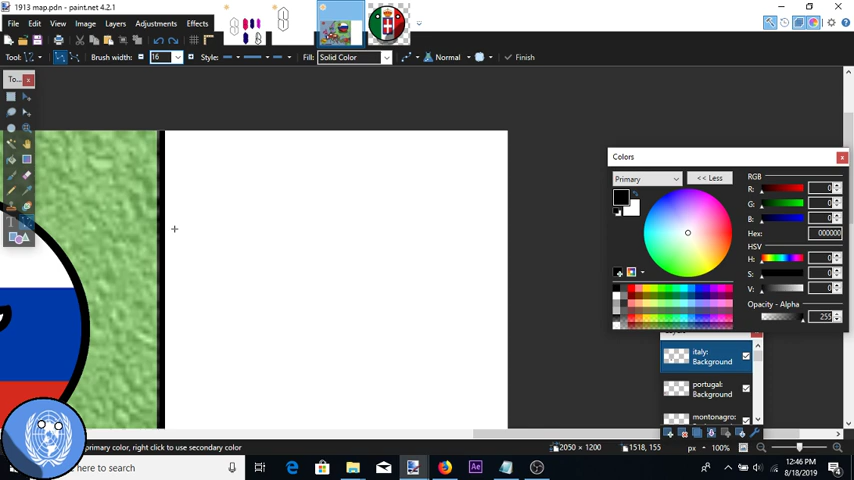 1913 map.pdn - paint.net 4.2.1
File Edit View Image Layers Adjustments Effects
Tool: Brush width: 16 Style: Fill: Solid Color Normal Finish
To...
Colors
Primary << Less
RGB
R: 0
G: 0
B: 0
Hex: 000000
HSV
H: 0
S: 0
V: 0
Opacity - Alpha
255
italy:
Background
portugal:
Background
montonagro:
primary color, right click to use secondary color
2050 × 1200 1518, 155 px 100%
here to search
Ae
12:46 PM
8/18/2019
4